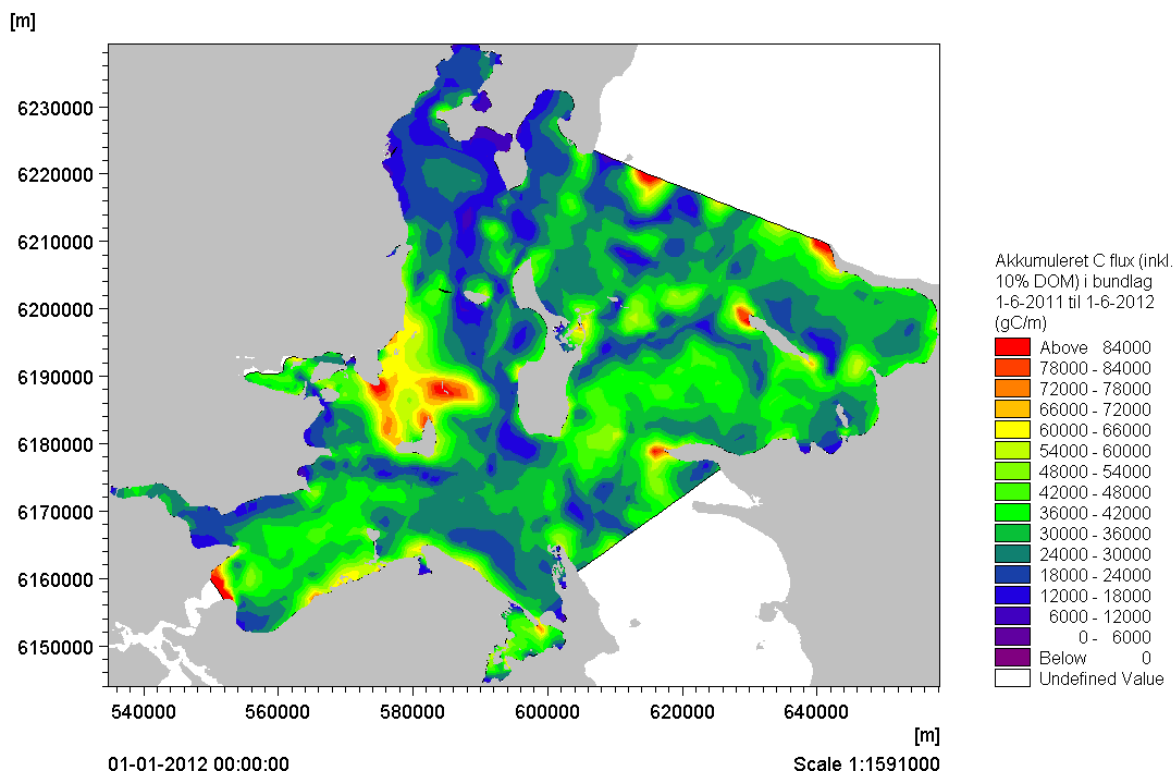 [m]
6230000
6220000
6210000
6200000
6190000
6180000
6170000
6160000
6150000
540000 560000 580000 600000 620000 640000
[m]
01-01-2012 00:00:00 Scale 1:1591000
Akkumuleret C flux (inkl.
10% DOM) i bundlag
1-6-2011 til 1-6-2012
(gC/m)
Above 84000
78000 - 84000
72000 - 78000
66000 - 72000
60000 - 66000
54000 - 60000
48000 - 54000
42000 - 48000
36000 - 42000
30000 - 36000
24000 - 30000
18000 - 24000
12000 - 18000
6000 - 12000
0 - 6000
Below 0
Undefined Value